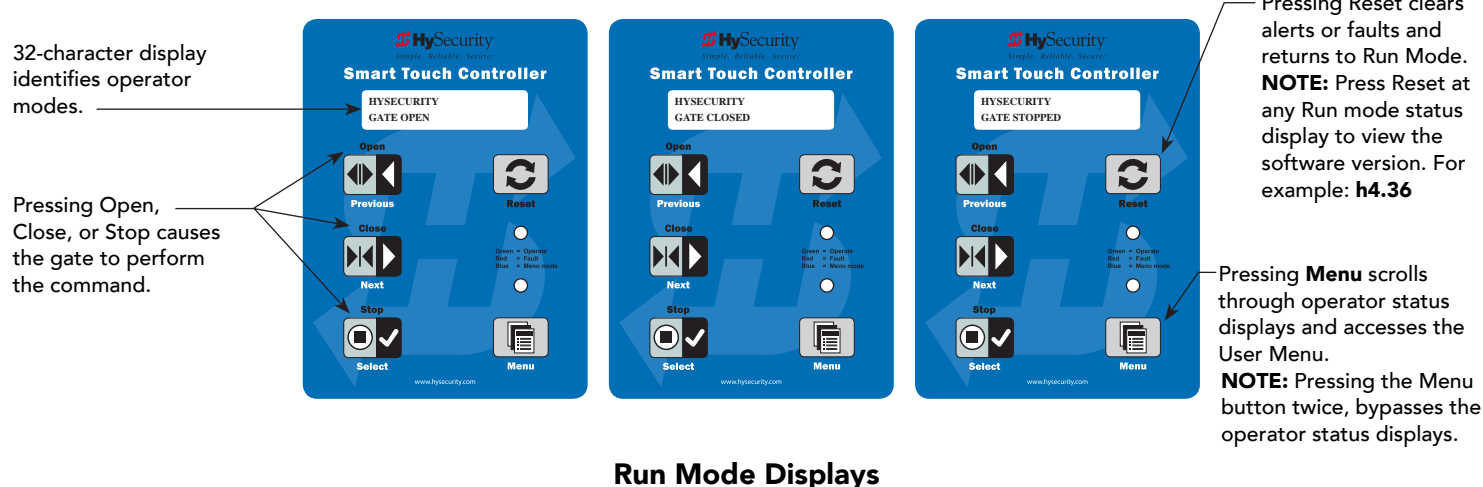 32-character display
identifies operator
modes.
Pressing Open,
Close, or Stop causes
the gate to perform
the command.
HySecurity
Simple. Reliable. Secure.
Smart Touch Controller
HYSECURITY
GATE OPEN
Open
Previous
Reset
Close
Green = Operate
Red = Fault
Blue = Menu mode
Next
Stop
Select
Menu
www.hysecurity.com
HySecurity
Simple. Reliable. Secure.
Smart Touch Controller
HYSECURITY
GATE CLOSED
Open
Previous
Reset
Close
Green = Operate
Red = Fault
Blue = Menu mode
Next
Stop
Select
Menu
www.hysecurity.com
HySecurity
Simple. Reliable. Secure.
Smart Touch Controller
HYSECURITY
GATE STOPPED
Open
Previous
Reset
Close
Green = Operate
Red = Fault
Blue = Menu mode
Next
Stop
Select
Menu
www.hysecurity.com
Pressing Reset clears
alerts or faults and
returns to Run Mode.
NOTE: Press Reset at
any Run mode status
display to view the
software version. For
example: h4.36
Pressing Menu scrolls
through operator status
displays and accesses the
User Menu.
NOTE: Pressing the Menu
button twice, bypasses the
operator status displays.
Run Mode Displays